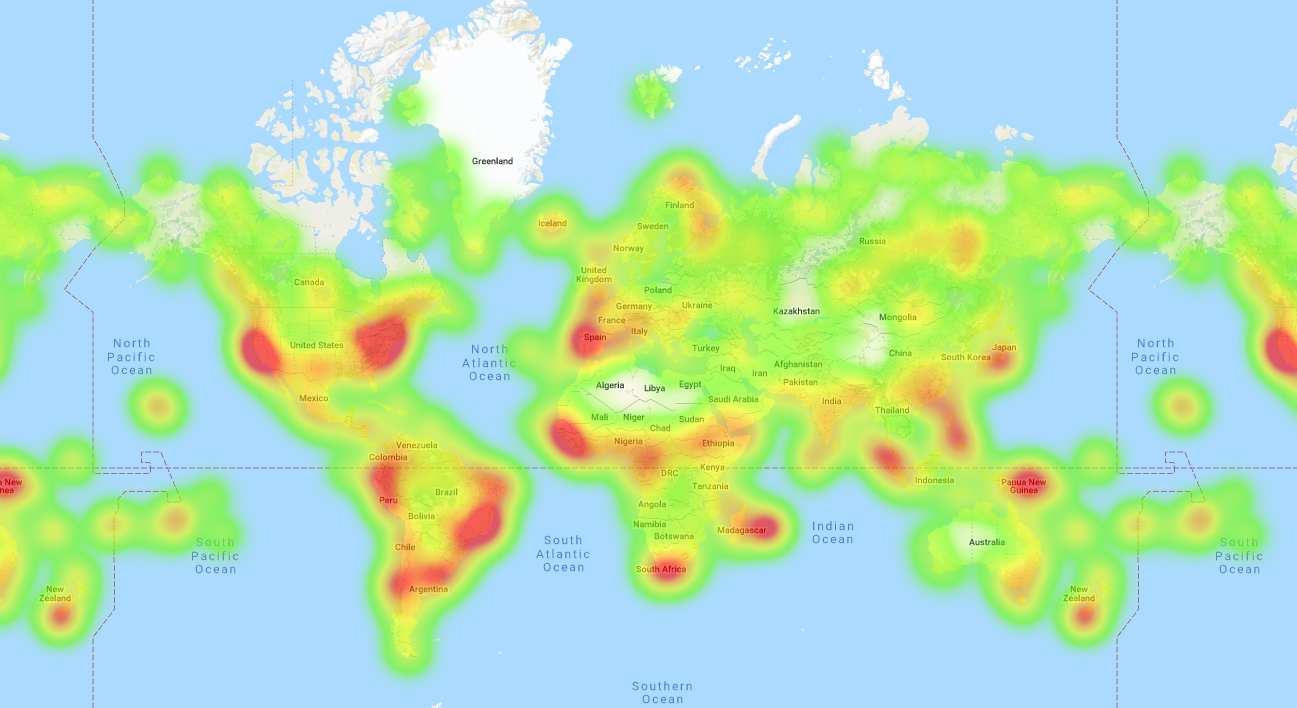 Greenland
Iceland
Finland
Sweden
Norway
Russia
United
Kingdom
Canada
Poland
Germany
Ukraine
Kazakhstan
Mongolia
France
Italy
Spain
United States
Turkey
China
Japan
South Korea
North
Pacific
Ocean
North
Atlantic
Ocean
North
Pacific
Ocean
Afghanistan
Iraq
Iran
Pakistan
Algeria
Libya
Egypt
Saudi Arabia
India
Mexico
Thailand
Mali
Niger
Sudan
Chad
Nigeria
Ethiopia
Venezuela
Colombia
DRC
Kenya
Indonesia
a New
nea
Papua New
Guinea
Tanzania
Peru
Brazil
Angola
Bolivia
Namibia
Botswana
Madagascar
Indian
Ocean
Chile
South
Pacific
Ocean
South
Atlantic
Ocean
Australia
South
Pacific
Ocean
South Africa
Argentina
New
Zealand
New
Zealand
Southern
Ocean